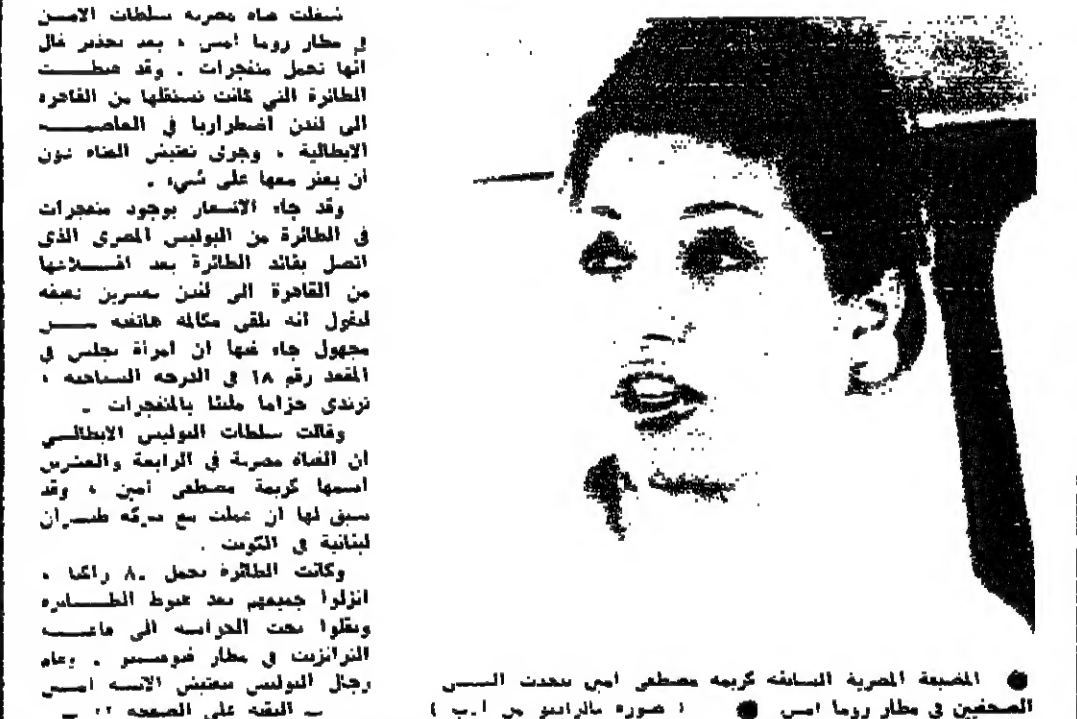 شغلت فتاة مصرية سلطات الامن
في مطار روما امس ، بعد تحذير قال
انها تحمل متفجرات . وقد هبطت
الطائرة التي كانت تستقلها من القاهرة
الى لندن اضطراريا في العاصمة
الايطالية ، وجرى تفتيش الفتاة دون
ان يعثر معها على شيء .
وقد جاء الاشعار بوجود متفجرات
في الطائرة من البوليس المصري الذي
اتصل بقائد الطائرة بعد اقلاعها
من القاهرة الى لندن بعشرين دقيقة
ليقول انه تلقى مكالمة هاتفية من
مجهول جاء فيها ان امرأة تجلس في
المقعد رقم ١٨ في الدرجة السياحية ،
ترتدي حزاما مليئا بالمتفجرات .
وقالت سلطات البوليس الايطالي
ان الفتاة مصرية في الرابعة والعشرين
اسمها كريمة مصطفى امين ، وقد
سبق لها ان عملت مع شركة طيران
لبنانية في الكويت .
وكانت الطائرة تحمل ٨٠ راكبا ،
انزلوا جميعهم بعد هبوط الطائرة
ونقلوا تحت الحراسة الى قاعة
الترانزيت في مطار فيوميتشينو . وقام
رجال البوليس بتفتيش الانسة امين
ـ البقية على الصفحة ٢٢ ـ
● المضيفة المصرية السابقة كريمة مصطفى امين تتحدث الى
الصحفيين في مطار روما امس ● ( صورة بالراديو من أ.ب )